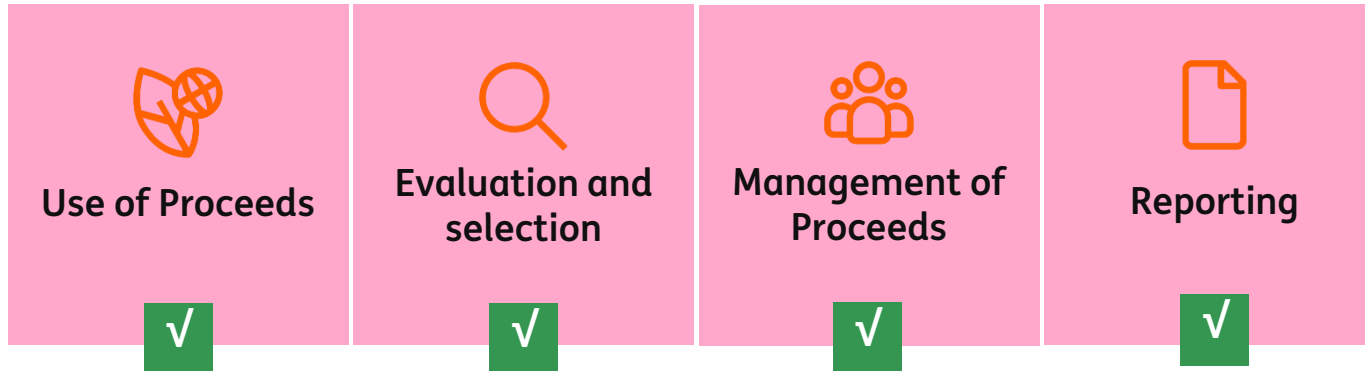 Use of Proceeds
Evaluation and
selection
Management of
Proceeds
Reporting
√
√
√
√